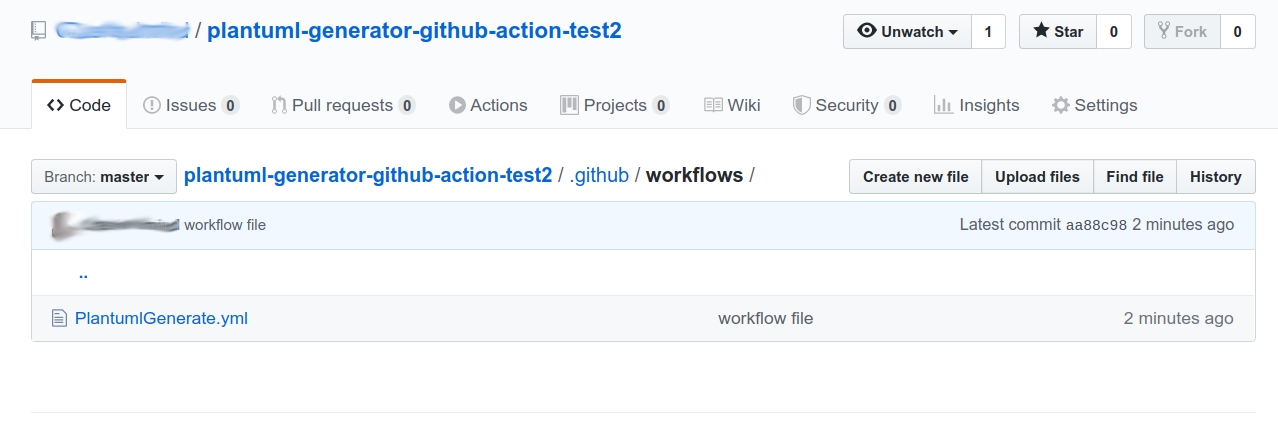 / plantuml-generator-github-action-test2 Unwatch 1 Star 0 Fork 0
Code Issues 0 Pull requests 0 Actions Projects 0 Wiki Security 0 Insights Settings
Branch: master plantuml-generator-github-action-test2 / .github / workflows / Create new file Upload files Find file History
workflow file Latest commit aa88c98 2 minutes ago
..
PlantumlGenerate.yml workflow file 2 minutes ago